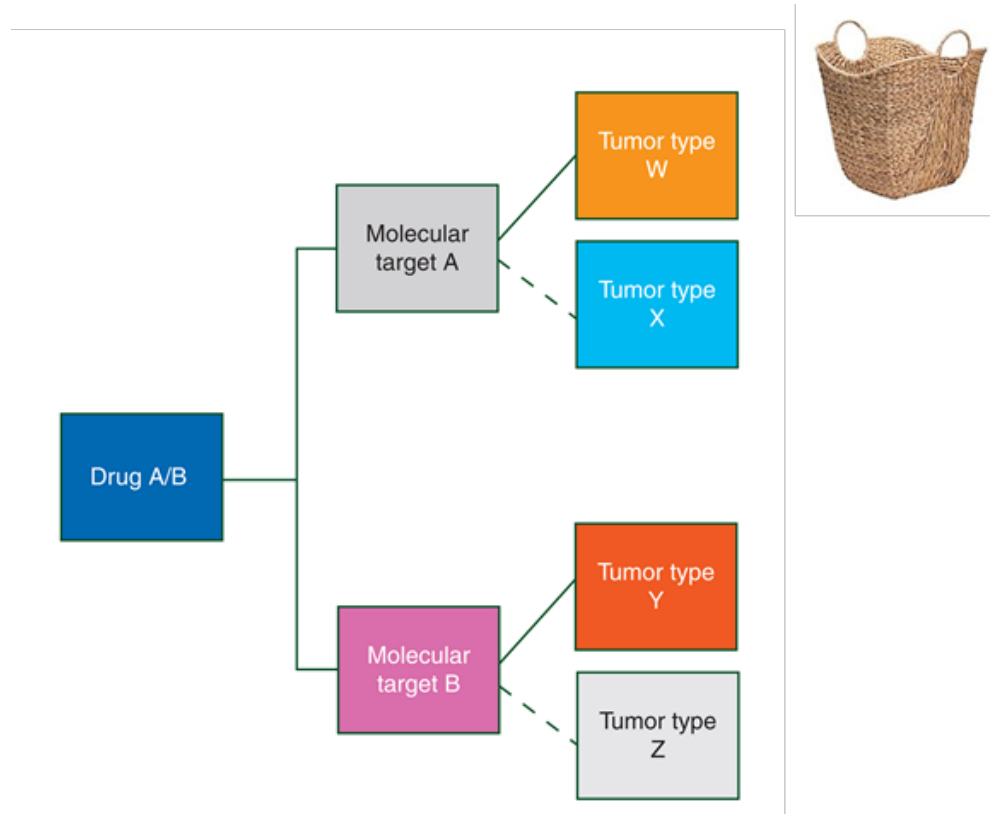 Tumor type
W
Molecular
target A
Tumor type
X
Drug A/B
Tumor type
Y
Molecular
target B
Tumor type
Z